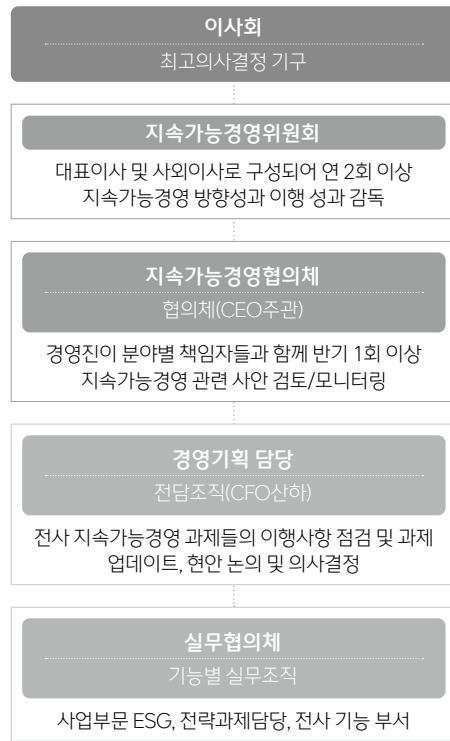 이사회
최고의사결정 기구
지속가능경영위원회
대표이사 및 사외이사로 구성되어 연 2회 이상
지속가능경영 방향성과 이행 성과 감독
지속가능경영협의체
협의체(CEO주관)
경영진이 분야별 책임자들과 함께 반기 1회 이상
지속가능경영 관련 사안 검토/모니터링
경영기획 담당
전담조직(CFO산하)
전사 지속가능경영 과제들의 이행사항 점검 및 과제
업데이트, 현안 논의 및 의사결정
실무협의체
기능별 실무조직
사업부문 ESG, 전략과제담당, 전사 기능 부서